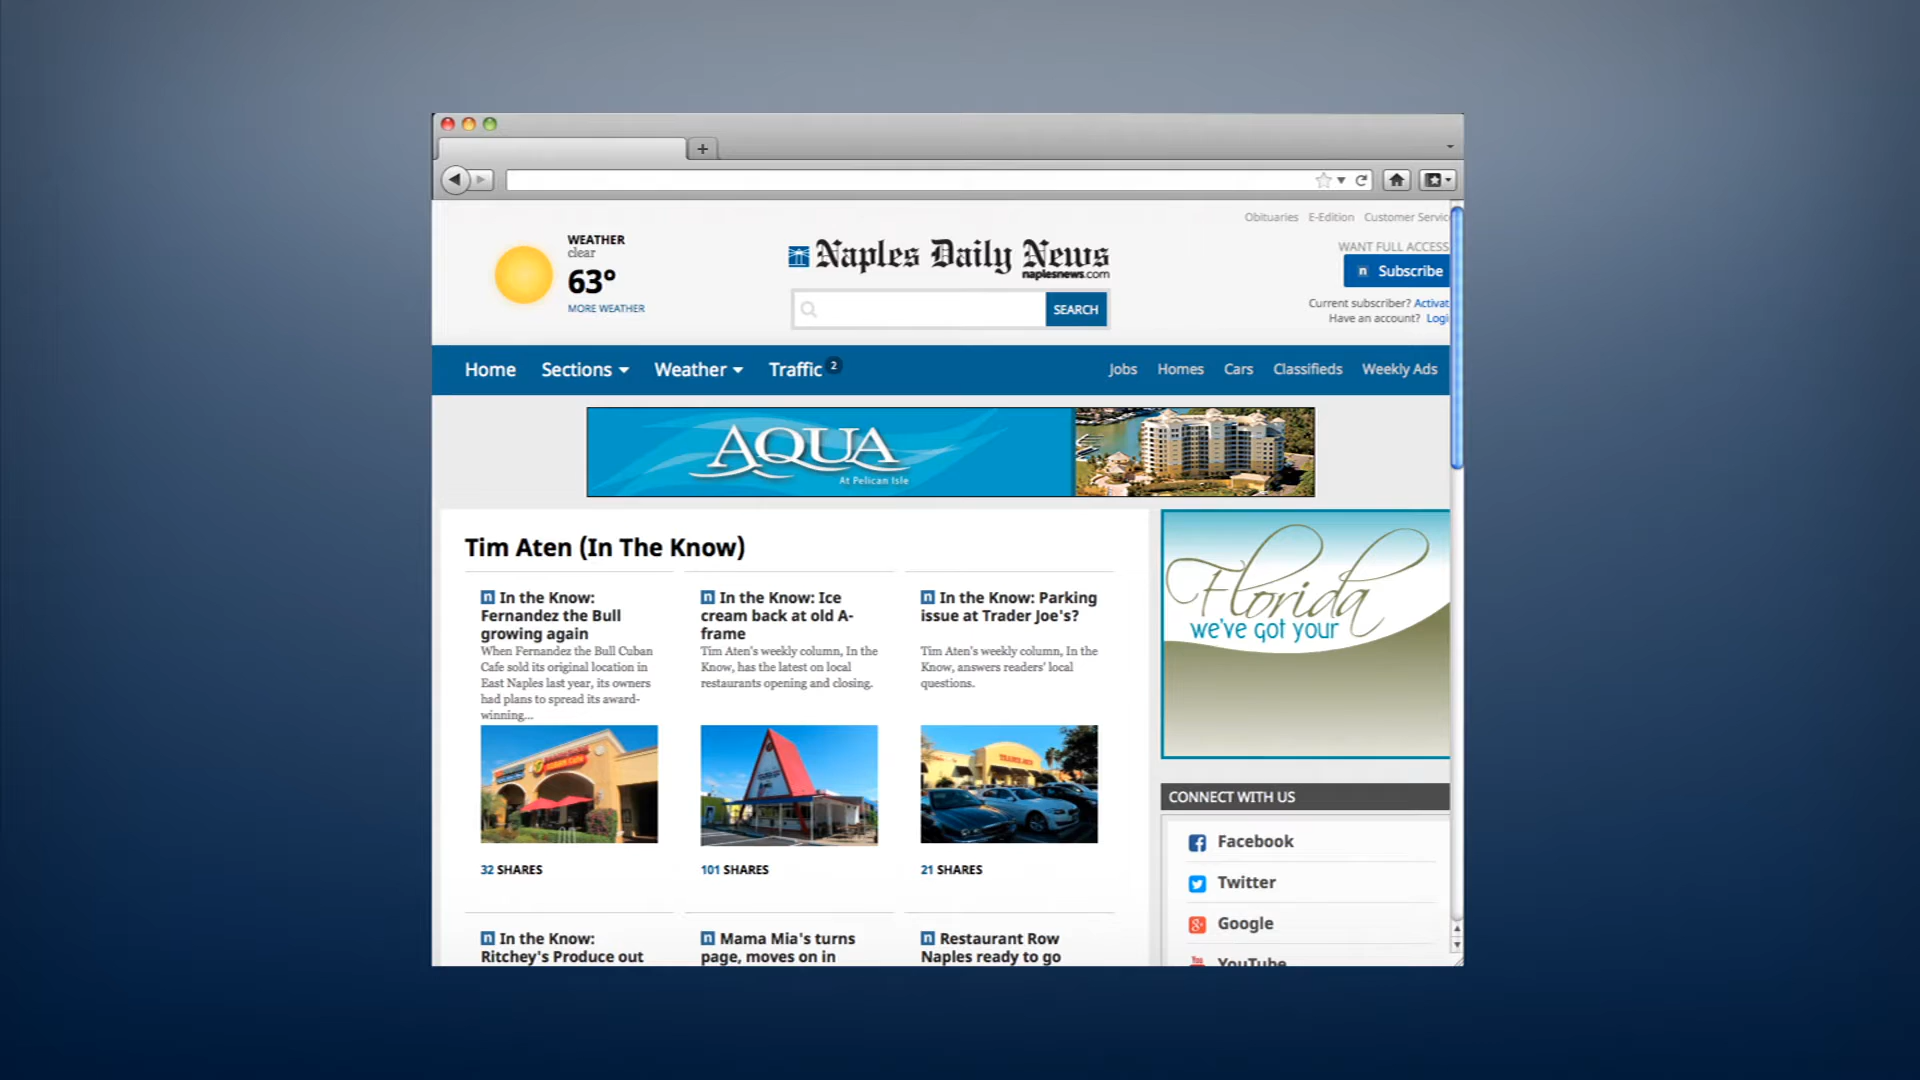 Obituaries E-Edition Customer Servic
WEATHER
clear
63°
MORE WEATHER
Naples Daily News
naplesnews.com
SEARCH
WANT FULL ACCESS
n Subscribe
Current subscriber? Activat
Have an account? Logi
Home Sections Weather Traffic 2 Jobs Homes Cars Classifieds Weekly Ads
AQUA
At Pelican Isle
Tim Aten (In The Know)
n In the Know:
Fernandez the Bull
growing again
When Fernandez the Bull Cuban
Cafe sold its original location in
East Naples last year, its owners
had plans to spread its award-
winning...
32 SHARES
n In the Know: Ice
cream back at old A-
frame
Tim Aten's weekly column, In the
Know, has the latest on local
restaurants opening and closing.
101 SHARES
n In the Know: Parking
issue at Trader Joe's?
Tim Aten's weekly column, In the
Know, answers readers' local
questions.
21 SHARES
n In the Know:
Ritchey's Produce out
n Mama Mia's turns
page, moves on in
n Restaurant Row
Naples ready to go
Florida
we've got your
CONNECT WITH US
Facebook
Twitter
Google
YouTube